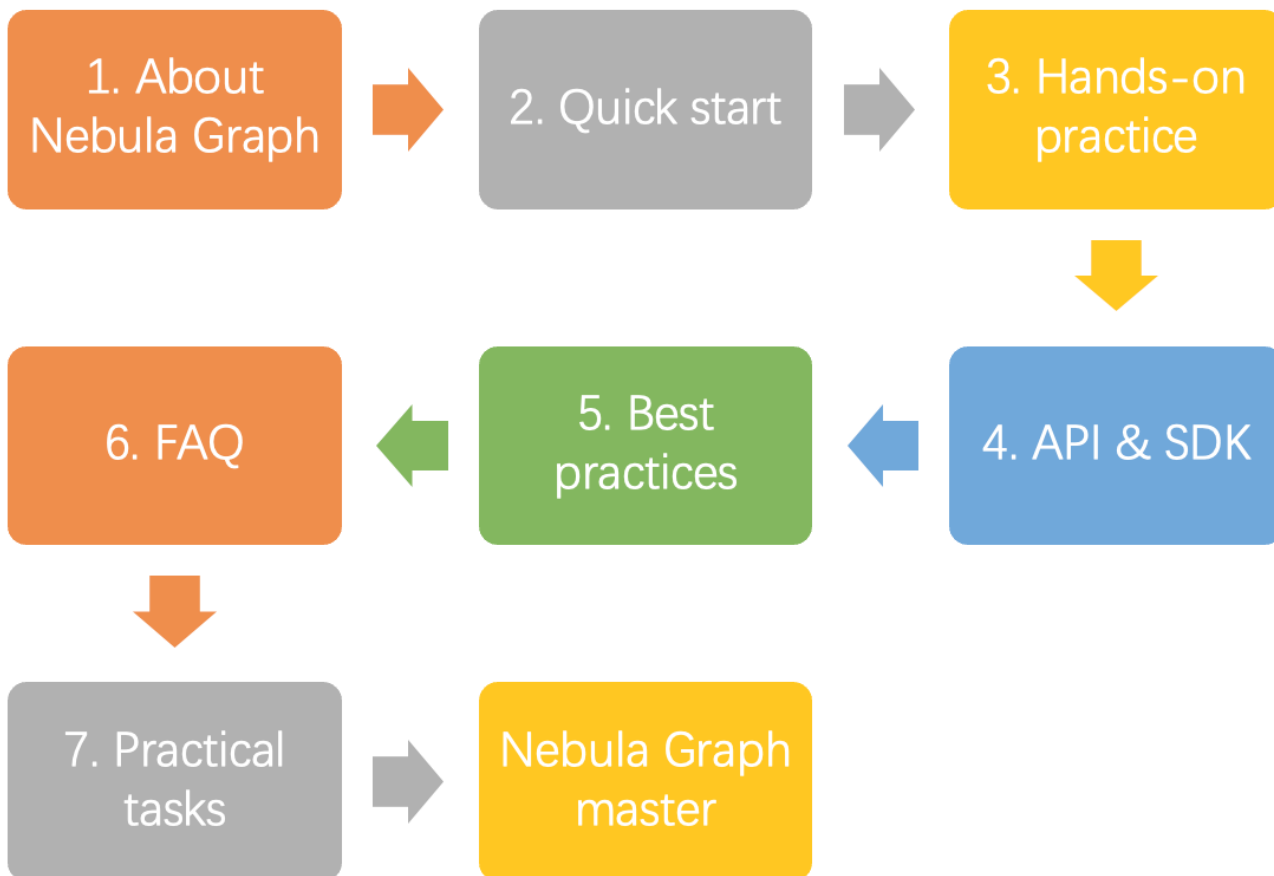 1. About
Nebula Graph
2. Quick start
3. Hands-on
practice
4. API & SDK
5. Best
practices
6. FAQ
7. Practical
tasks
Nebula Graph
master